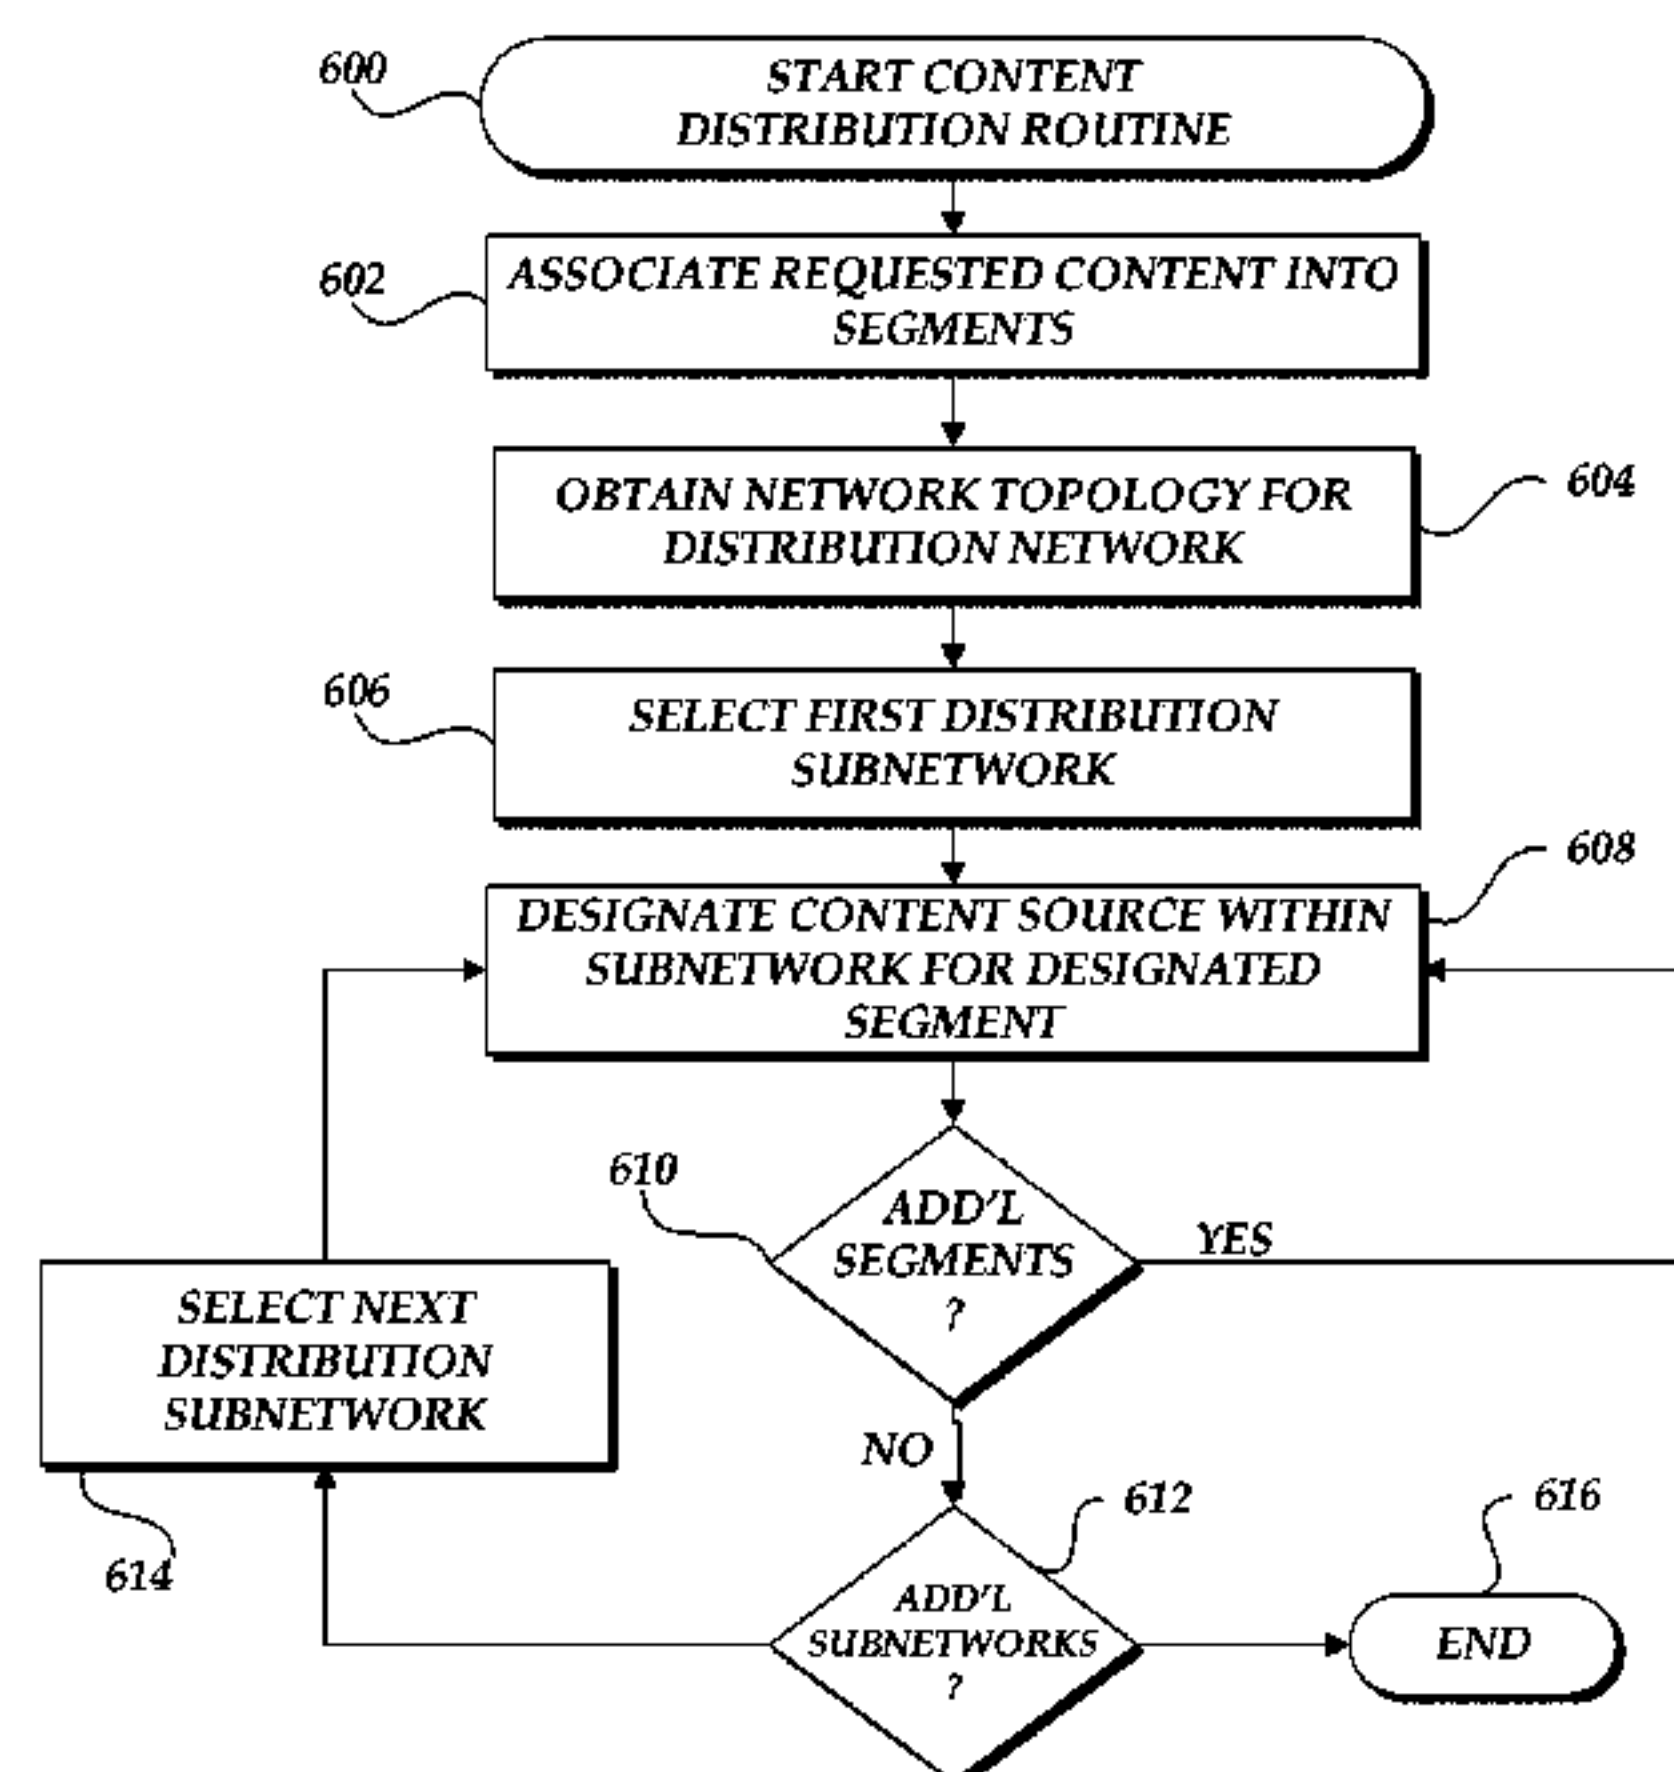 600
START CONTENT
DISTRIBUTION ROUTINE
602
ASSOCIATE REQUESTED CONTENT INTO
SEGMENTS
OBTAIN NETWORK TOPOLOGY FOR
DISTRIBUTION NETWORK
604
606
SELECT FIRST DISTRIBUTION
SUBNETWORK
608
DESIGNATE CONTENT SOURCE WITHIN
SUBNETWORK FOR DESIGNATED
SEGMENT
610
ADD'L
SEGMENTS
?
YES
SELECT NEXT
DISTRIBUTION
SUBNETWORK
614
NO
612
ADD'L
SUBNETWORKS
?
616
END